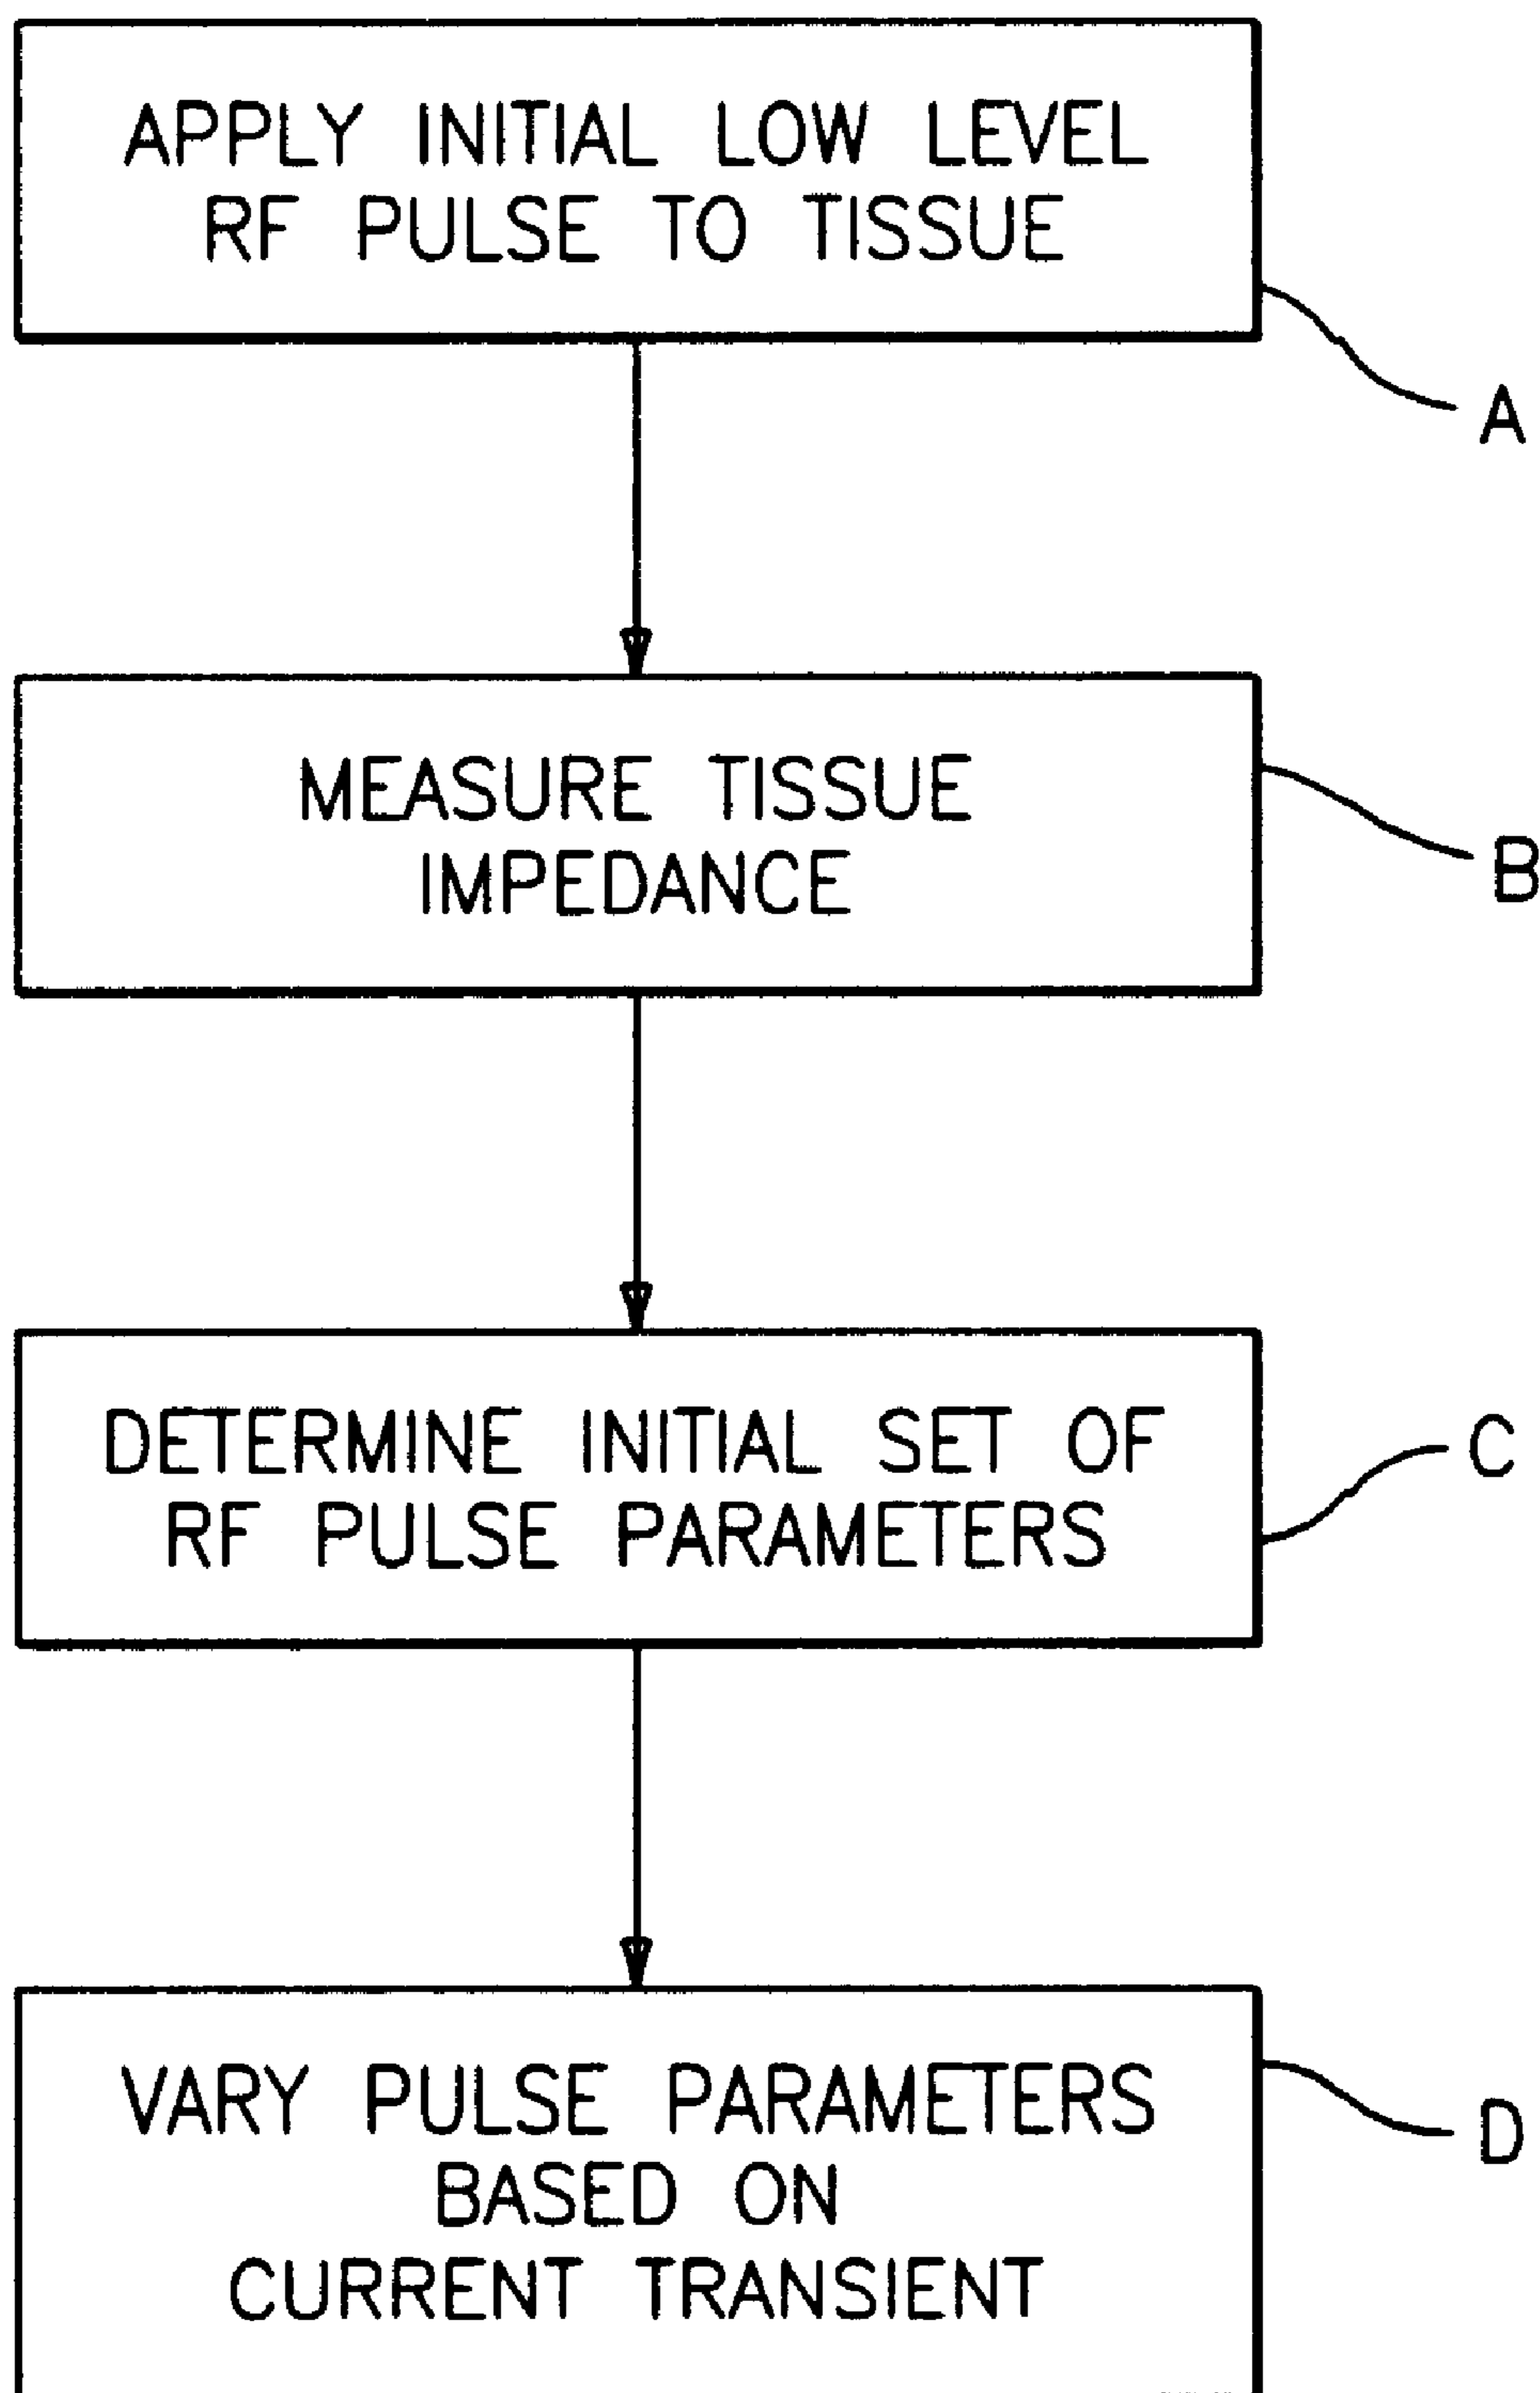 APPLY INITIAL LOW LEVEL
RF PULSE TO TISSUE
A
MEASURE TISSUE
IMPEDANCE
B
DETERMINE INITIAL SET OF
RF PULSE PARAMETERS
C
VARY PULSE PARAMETERS
BASED ON
CURRENT TRANSIENT
D